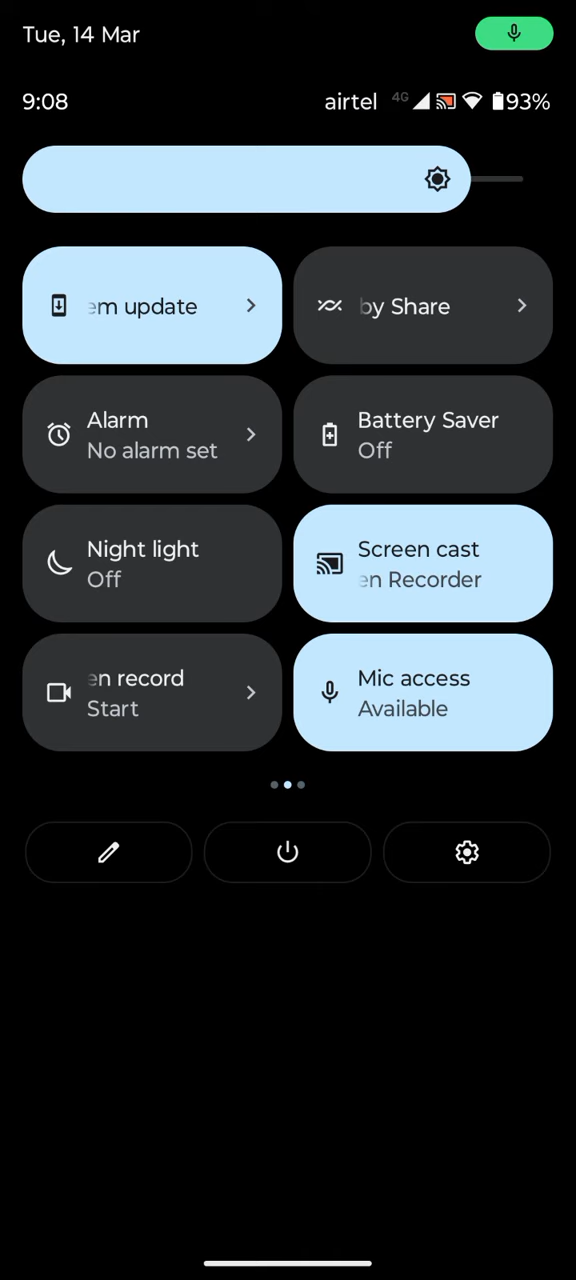 Tue, 14 Mar
9:08
airtel 4G 93%
em update
by Share
Alarm
No alarm set
Battery Saver
Off
Night light
Off
Screen cast
en Recorder
en record
Start
Mic access
Available